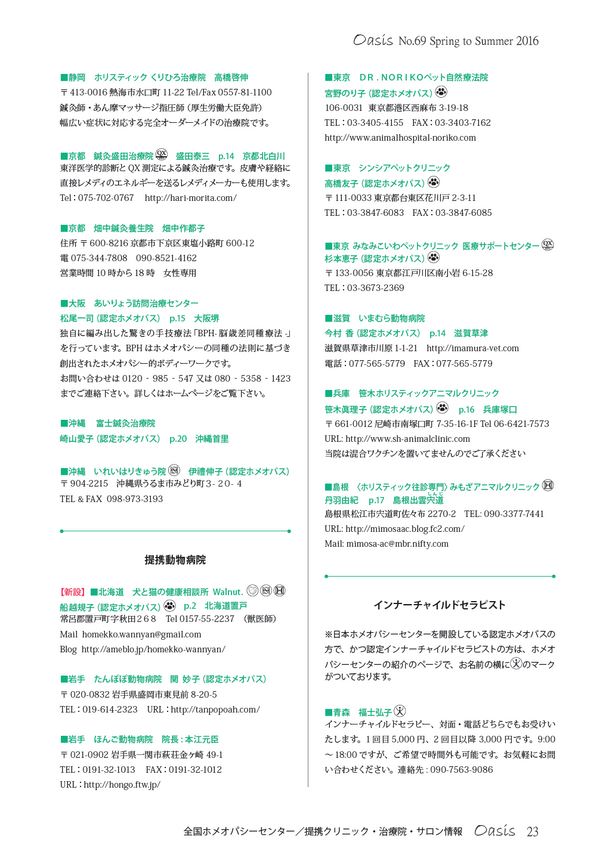 Oasis No.69 Spring to Summer 2016
■静岡　ホリスティック くりひろ治療院　高橋啓伸
〒413-0016 熱海市水口町 11-22 Tel/Fax 0557-81-1100
鍼灸師・あん摩マッサージ指圧師（厚生労働大臣免許）
幅広い症状に対応する完全オーダーメイドの治療院です。
■京都　鍼灸盛田治療院 QX　盛田泰三　p.14　京都北白川
東洋医学的診断と QX 測定による鍼灸治療です。皮膚や経絡に
直接レメディのエネルギーを送るレメディメーカーも使用します。
Tel : 075-702-0767　http://hari-morita.com/
■京都　畑中鍼灸養生院　畑中作都子
住所 〒600-8216 京都市下京区東塩小路町 600-12
電 075-344-7808　090-8521-4162
営業時間 10 時から 18 時　女性専用
■大阪　あいりょう訪問治療センター
松尾一司（認定ホメオパス）　p.15　大阪堺
独自に編み出した驚きの手技療法「BPH- 脳歳差同種療法 -」
を行っています。BPH はホメオパシーの同種の法則に基づき
創出されたホメオパシー的ボディーワークです。
お問い合わせは 0120‐985‐547 又は 080‐5358‐1423
までご連絡下さい。詳しくはホームページをご覧下さい。
■沖縄　富士鍼灸治療院
崎山愛子（認定ホメオパス）　p.20　沖縄首里
■沖縄　いれいはりきゅう院　伊禮伸子（認定ホメオパス）
〒904-2215　沖縄県うるま市みどり町３-２０-４
TEL & FAX 098-973-3193
提携動物病院
【新設】■北海道　犬と猫の健康相談所 Walnut.
船越規子（認定ホメオパス）　p.2　北海道置戸
常呂郡置戸町字秋田２６８　Tel 0157-55-2237　（獣医師）
Mail homekko.wannyan@gmail.com
Blog http://ameblo.jp/homekko-wannyan/
■岩手　たんぽぽ動物病院　関 妙子（認定ホメオパス）
〒020-0832 岩手県盛岡市東見前 8-20-5
TEL : 019-614-2323　URL : http://tanpopoah.com/
■岩手　ほんご動物病院　院長 : 本江元臣
〒021-0902 岩手県一関市萩荘金ヶ崎 49-1
TEL : 0191-32-1013　FAX : 0191-32-1012
URL : http://hongo.ftw.jp/
■東京　ＤＲ.ＮＯＲＩＫＯペット自然療法院
宮野のり子（認定ホメオパス）
106-0031　東京都港区西麻布 3-19-18
TEL : 03-3405-4155　FAX : 03-3403-7162
http://www.animalhospital-noriko.com
■東京　シンシアペットクリニック
高橋友子（認定ホメオパス）
〒111-0033 東京都台東区花川戸 2-3-11
TEL : 03-3847-6083　FAX : 03-3847-6085
■東京 みなみこいわペットクリニック 医療サポートセンター QX
杉本恵子（認定ホメオパス）
〒133-0056 東京都江戸川区南小岩 6-15-28
TEL : 03-3673-2369
■滋賀　いまむら動物病院
今村 香（認定ホメオパス）　p.14　滋賀草津
滋賀県草津市川原 1-1-21　http://imamura-vet.com
電話 : 077-565-5779　FAX : 077-565-5779
■兵庫　笹木ホリスティックアニマルクリニック
笹木眞理子（認定ホメオパス）　p.16　兵庫塚口
〒661-0012 尼崎市南塚口町 7-35-16-1F Tel 06-6421-7573
URL: http://www.sh-animalclinic.com
当院は混合ワクチンを置いてませんのでご了承ください
■島根　〈ホリスティック往診専門〉みもざアニマルクリニック
丹羽由紀　p.17　島根出雲宍道
島根県松江市宍道町佐々布 2270-2　TEL: 090-3377-7441
URL: http://mimosaac.blog.fc2.com/
Mail: mimosa-ac@mbr.nifty.com
インナーチャイルドセラピスト
※日本ホメオパシーセンターを開設している認定ホメオパスの
方で、かつ認定インナーチャイルドセラピストの方は、ホメオ
パシーセンターの紹介のページで、お名前の横に のマーク
がついております。
■青森　福士弘子
インナーチャイルドセラピー、対面・電話どちらでもお受けい
たします。1 回目 5,000 円、2 回目以降 3,000 円です。9:00
～ 18:00 ですが、ご希望で時間外も可能です。お気軽にお問
い合わせください。連絡先 : 090-7563-9086
全国ホメオパシーセンター／提携クリニック・治療院・サロン情報　Oasis　23